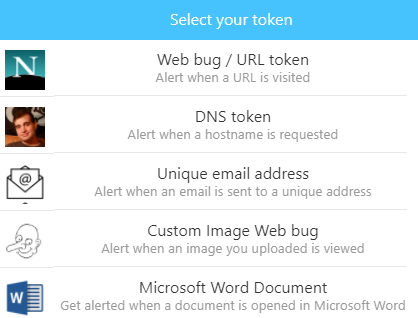 Select your token
N
Web bug / URL token
Alert when a URL is visited
DNS token
Alert when a hostname is requested
@
Unique email address
Alert when an email is sent to a unique address
Custom Image Web bug
Alert when an image you uploaded is viewed
W
Microsoft Word Document
Get alerted when a document is opened in Microsoft Word